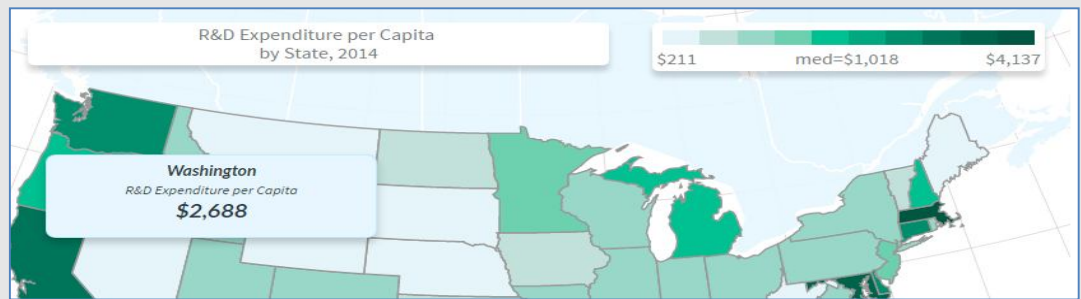 R&D Expenditure per Capita
by State, 2014
$211 med=$1,018 $4,137
Washington
R&D Expenditure per Capita
$2,688